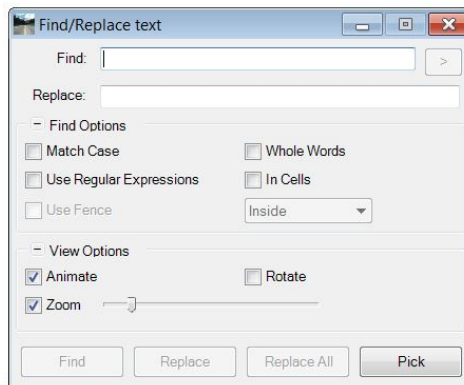 Find/Replace text
Find:
>
Replace:
Find Options
Match Case Whole Words
Use Regular Expressions In Cells
Use Fence Inside
View Options
Animate Rotate
Zoom
Find Replace Replace All Pick